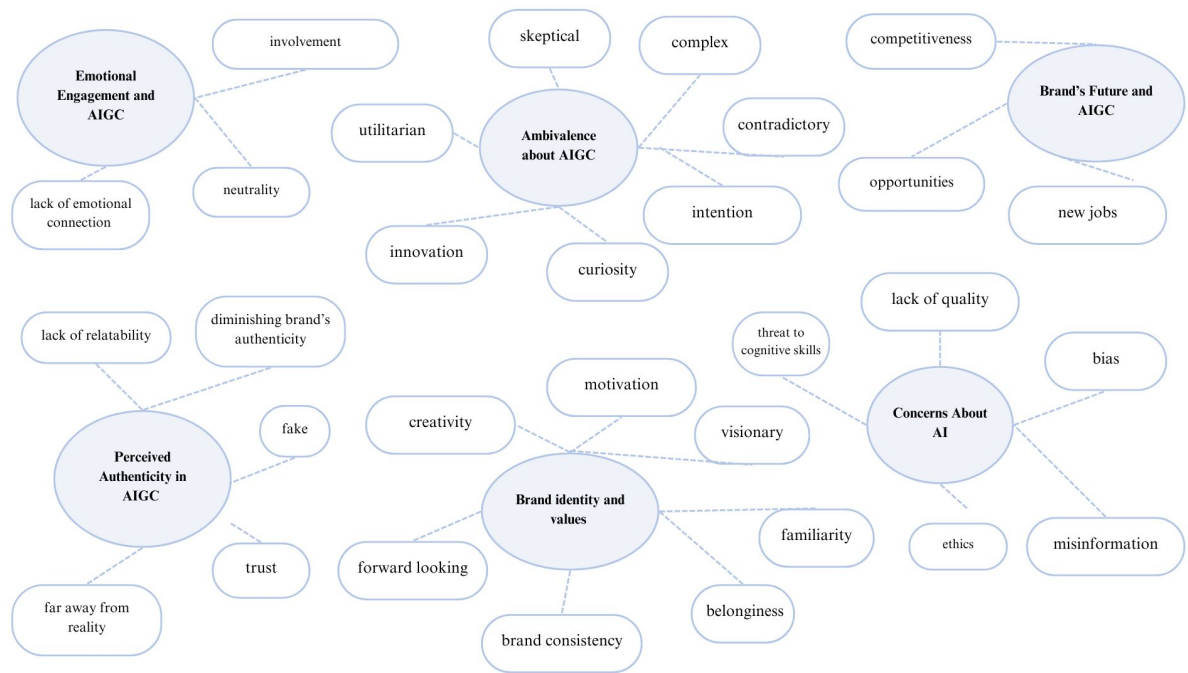 Emotional
Engagement and
AIGC
involvement
neutrality
lack of emotional
connection
Ambivalence
about AIGC
skeptical
complex
utilitarian
contradictory
intention
innovation
curiosity
Brand's Future and
AIGC
competitiveness
opportunities
new jobs
Perceived
Authenticity in
AIGC
lack of relatability
diminishing brand's
authenticity
fake
trust
far away from
reality
Brand identity and
values
motivation
creativity
visionary
familiarity
forward looking
belonginess
brand consistency
Concerns About
AI
lack of quality
threat to
cognitive skills
bias
ethics
misinformation